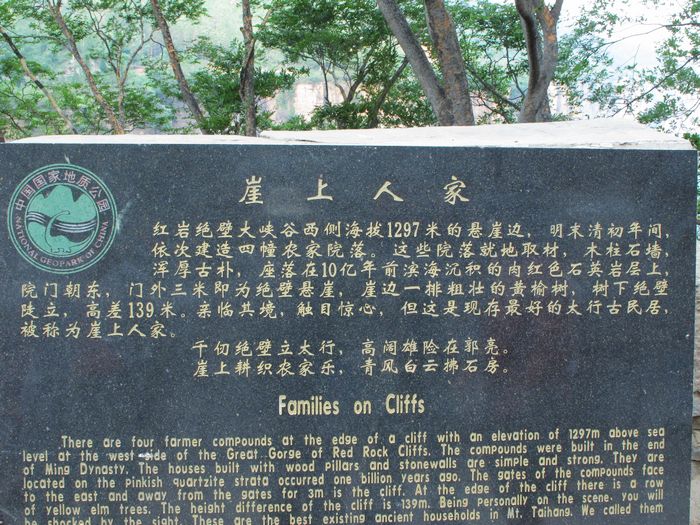 中国国家地质公园
NATIONAL GEOPARK OF CHINA
崖上人家
红岩绝壁大峡谷西侧海拔1297米的悬崖边，明末清初年间，
依次建造四幢农家院落。这些院落就地取材，木柱石墙，
浑厚古朴，座落在10亿年前滨海沉积的肉红色石英岩层上，
院门朝东，门外三米即为绝壁悬崖，崖边一排粗壮的黄榆树，树下绝壁
陡立，高差139米。亲临其境，触目惊心，但这是现存最好的太行古民居，
被称为崖上人家。
千仞绝壁立太行，高阔雄险在郭亮。
崖上耕织农家乐，青风白云拂石房。
Families on Cliffs
There are four farmer compounds at the edge of a cliff with an elevation of 1297m above sea
level at the west-side of the Great Gorge of Red Rock Cliffs. The compounds were built in the end
of Ming Dynasty. The houses built with wood pillars and stonewalls are simple and strong. They are
located on the pinkish quartzite strata occurred one billion years ago. The gates of the compounds face
to the east and away from the gates for 3m is the cliff. At the edge of the cliff there is a row
of yellow elm trees. The height difference of the cliff is 139m. Being personally on the scene, you will
be shocked by the sight. These are the best existing ancient households in Mt. Taihang. We called them